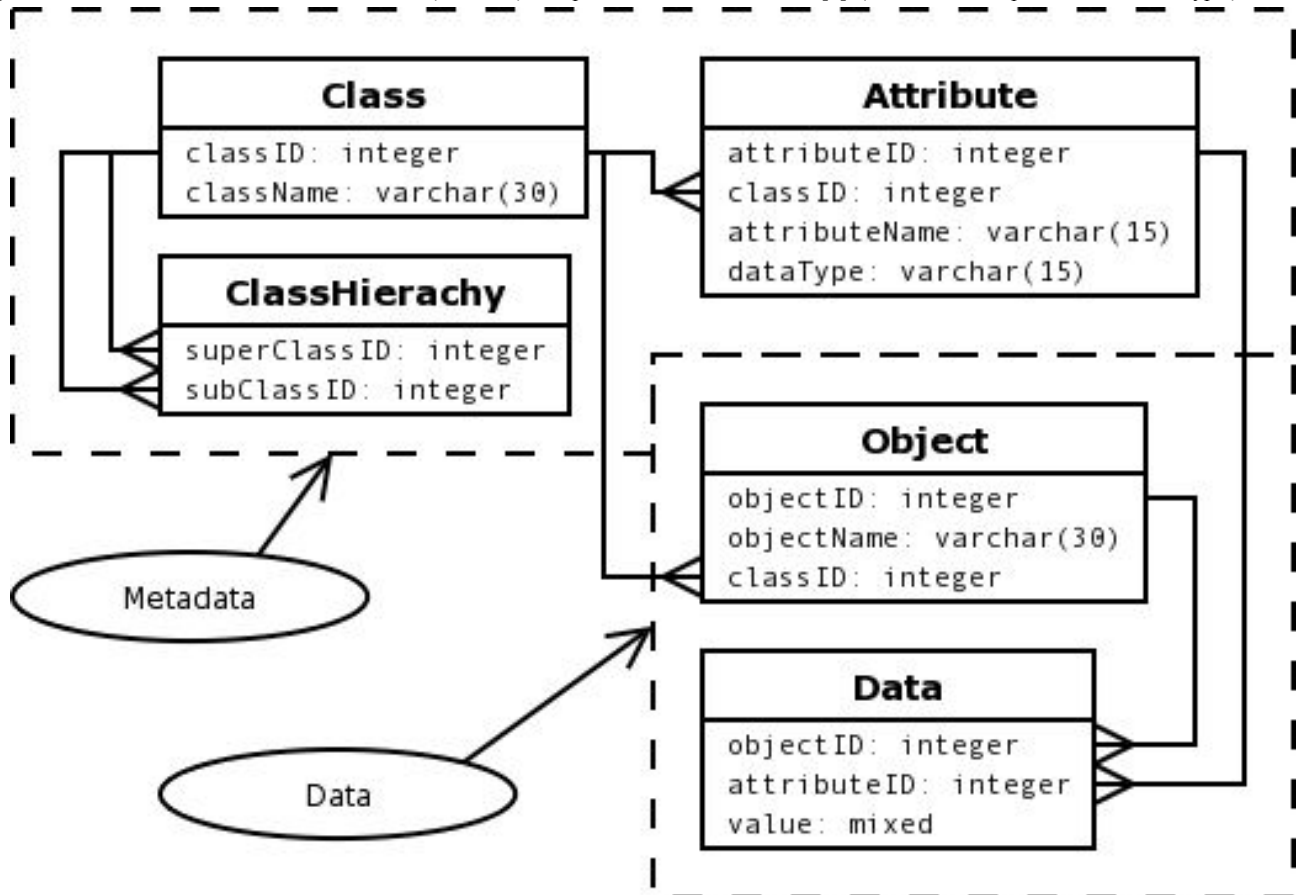 Class
classID: integer
className: varchar(30)
Attribute
attributeID: integer
classID: integer
attributeName: varchar(15)
dataType: varchar(15)
ClassHierachy
superClassID: integer
subClassID: integer
Object
objectID: integer
objectName: varchar(30)
classID: integer
Metadata
Data
objectID: integer
attributeID: integer
value: mixed
Data